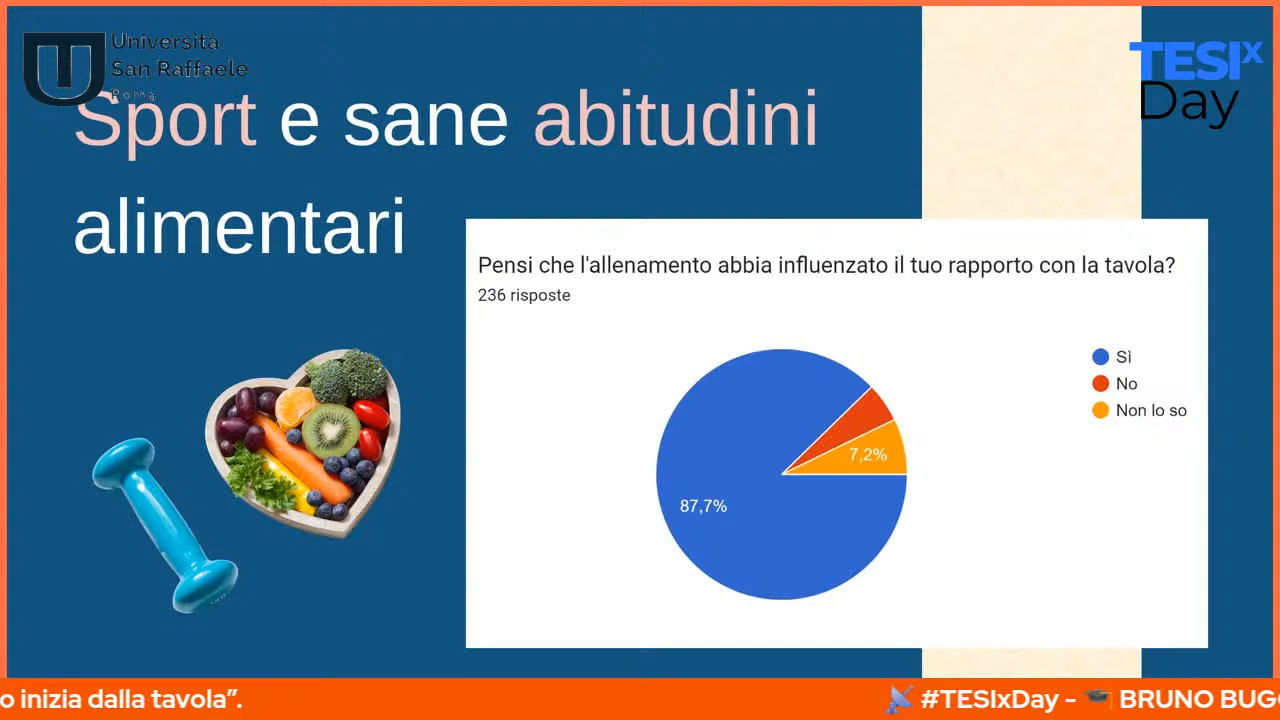 Università
San Raffaele
Roma
TESIx
Day
Sport e sane abitudini
alimentari
Pensi che l'allenamento abbia influenzato il tuo rapporto con la tavola?
236 risposte
Sì
No
Non lo so
7,2%
87,7%
o inizia dalla tavola”. #TESIxDay - BRUNO BUG